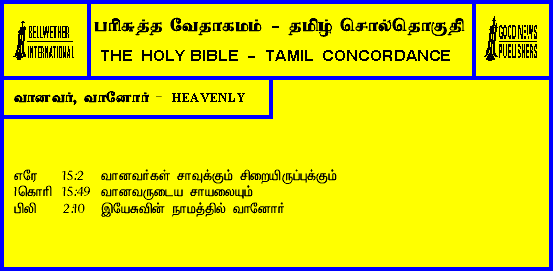 BELLWETHER
INTERNATIONAL
பரிசுத்த வேதாகமம் - தமிழ் சொல்தொகுதி
THE HOLY BIBLE - TAMIL CONCORDANCE
GOOD NEWS
PUBLISHERS
வானவர், வானோர் - HEAVENLY
எரே 15:2 வானவர்கள் சாவுக்கும் சிறையிருப்புக்கும்
1கொரி 15:49 வானவருடைய சாயலையும்
பிலி 2:10 இயேசுவின் நாமத்தில் வானோர்